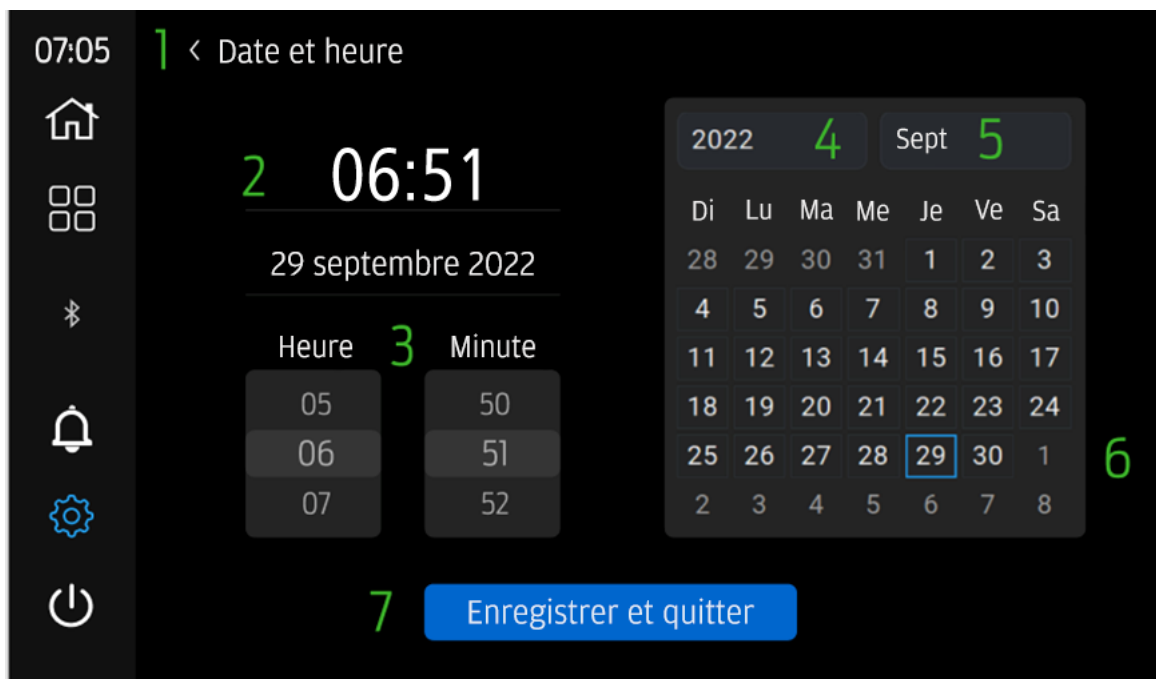 07:05
1 < Date et heure
2 06:51
29 septembre 2022
Heure 3 Minute
05 50
06 51
07 52
2022 4 Sept 5
Di Lu Ma Me Je Ve Sa
28 29 30 31 1 2 3
4 5 6 7 8 9 10
11 12 13 14 15 16 17
18 19 20 21 22 23 24
25 26 27 28 29 30 1 6
2 3 4 5 6 7 8
7 Enregistrer et quitter